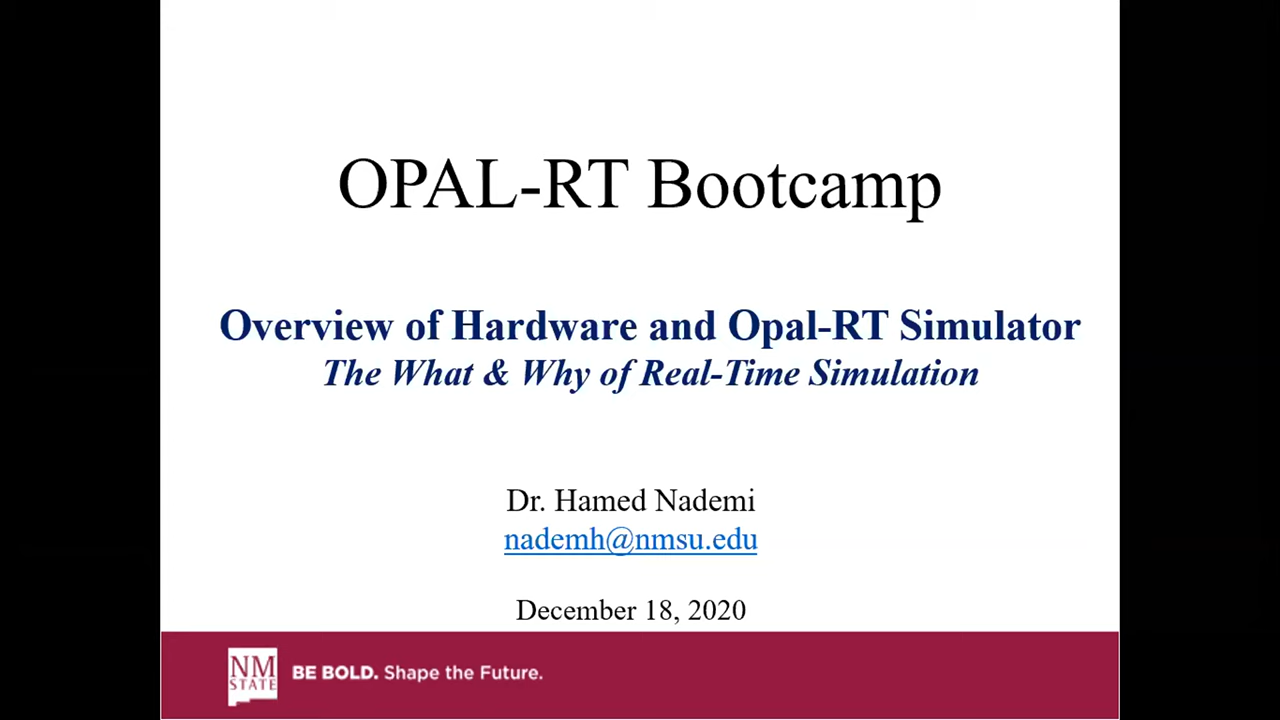 OPAL-RT Bootcamp
Overview of Hardware and Opal-RT Simulator
The What & Why of Real-Time Simulation
Dr. Hamed Nademi
nademh@nmsu.edu
December 18, 2020
NM
STATE
BE BOLD. Shape the Future.